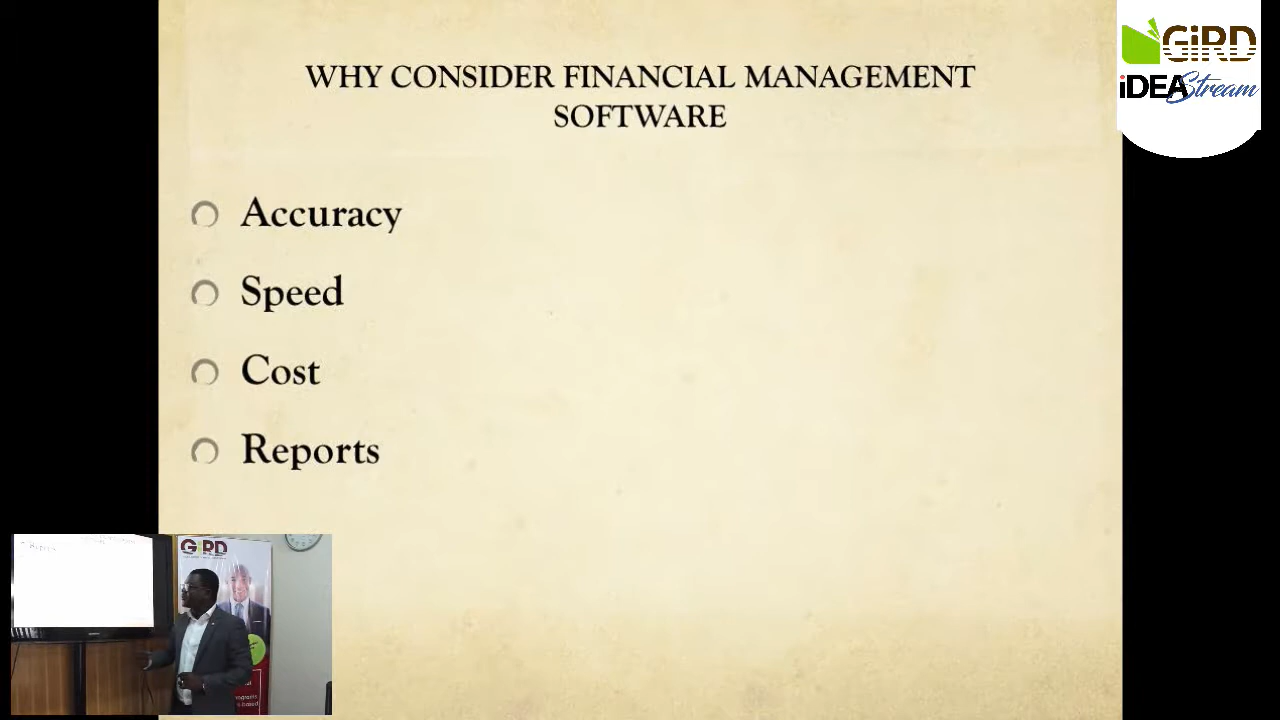 WHY CONSIDER FINANCIAL MANAGEMENT
SOFTWARE
GiRD
iDEA Stream
Accuracy
Speed
Cost
Reports
GiRD